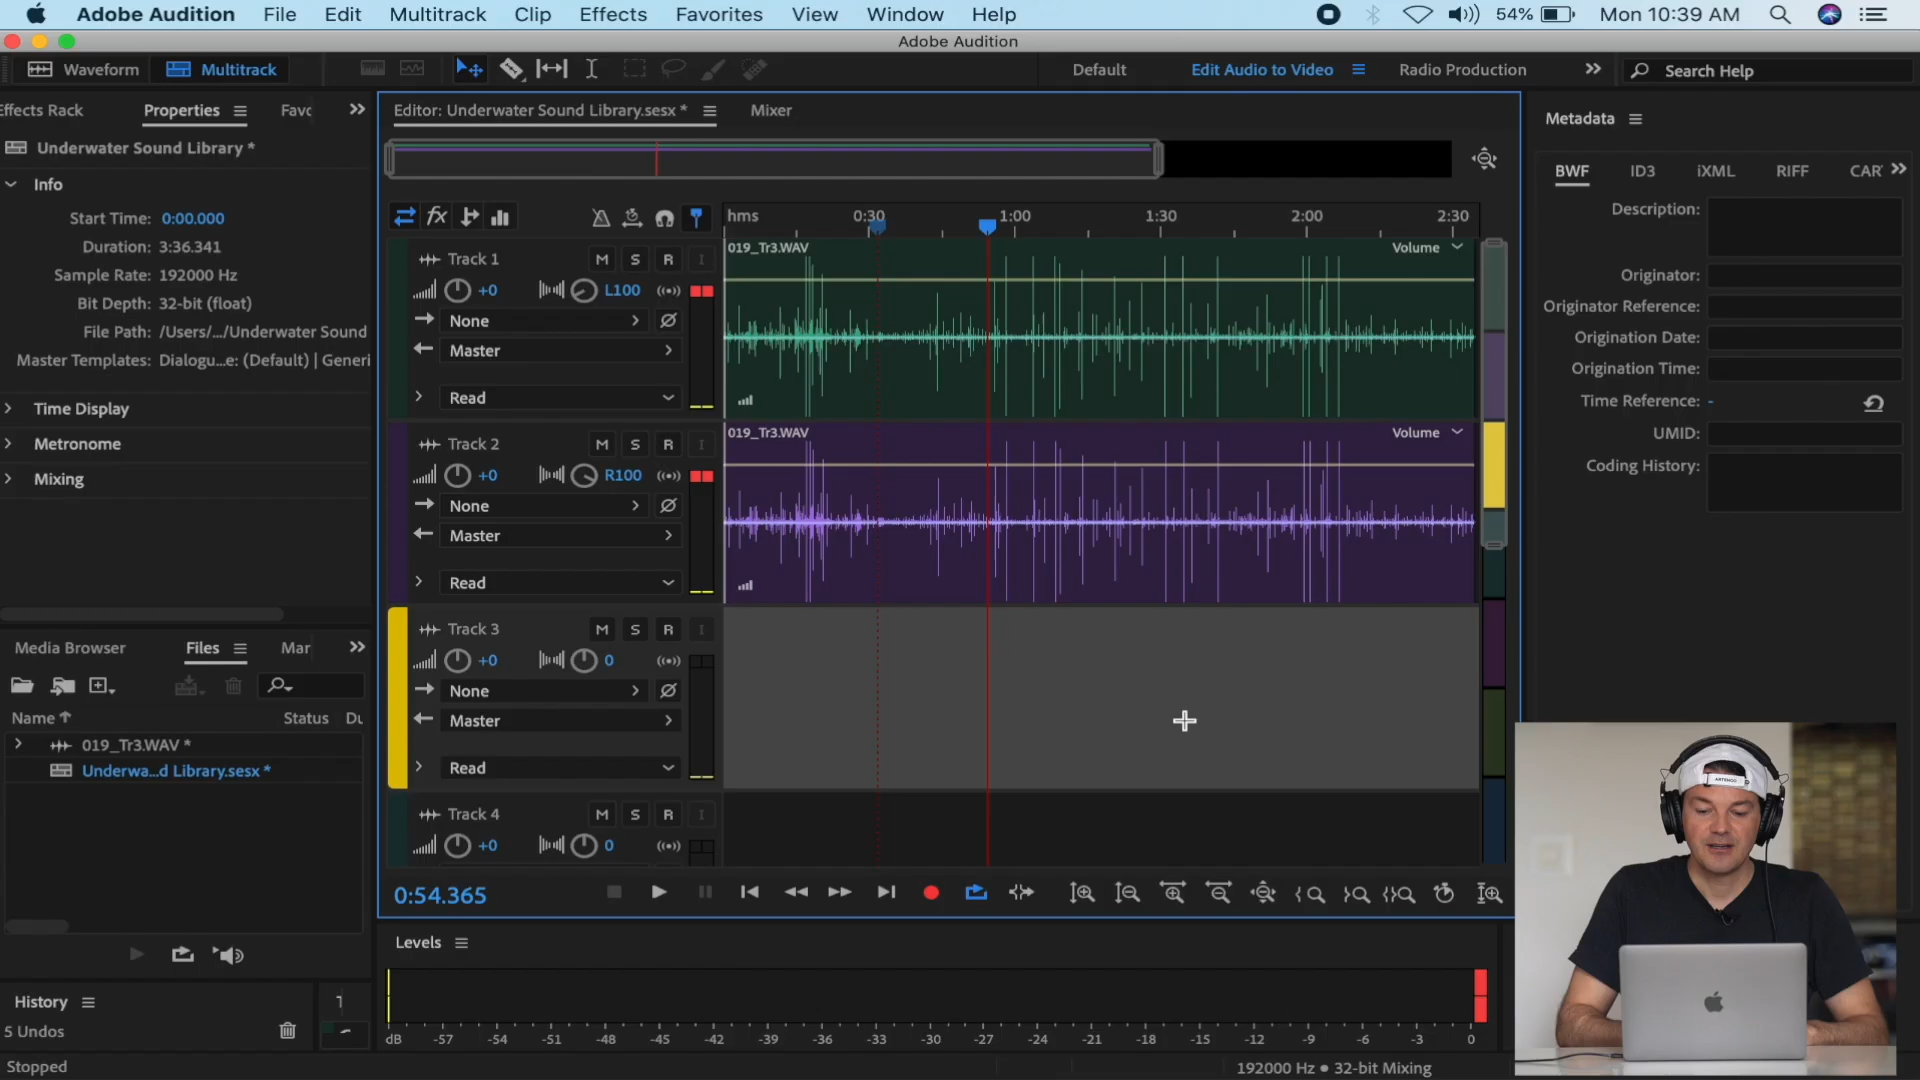 Adobe Audition File Edit Multitrack Clip Effects Favorites View Window Help 54% Mon 10:39 AM
Adobe Audition
Waveform Multitrack Default Edit Audio to Video Radio Production Search Help
Effects Rack Properties Favo
Underwater Sound Library *
Info
Start Time: 0:00.000
Duration: 3:36.341
Sample Rate: 192000 Hz
Bit Depth: 32-bit (float)
File Path: /Users/.../Underwater Sound
Master Templates: Dialogu...e: (Default) | Generi
Time Display
Metronome
Mixing
Media Browser Files Mar
Name Status Du
019_Tr3.WAV *
Underwa...d Library.sesx *
History
5 Undos
Stopped
Editor: Underwater Sound Library.sesx * Mixer
fx hms 0:30 1:00 1:30 2:00 2:30
Track 1 M S R I
+0 L100
None
Master
Read
019_Tr3.WAV Volume
Track 2 M S R I
+0 R100
None
Master
Read
019_Tr3.WAV Volume
Track 3 M S R I
+0 0
None
Master
Read
Track 4 M S R I
+0 0
0:54.365
Levels
dB -57 -54 -51 -48 -45 -42 -39 -36 -33 -30 -27 -24 -21 -18 -15 -12 -9 -6 -3 0
192000 Hz • 32-bit Mixing
Metadata
BWF ID3 iXML RIFF CAR
Description:
Originator:
Originator Reference:
Origination Date:
Origination Time:
Time Reference: -
UMID:
Coding History: